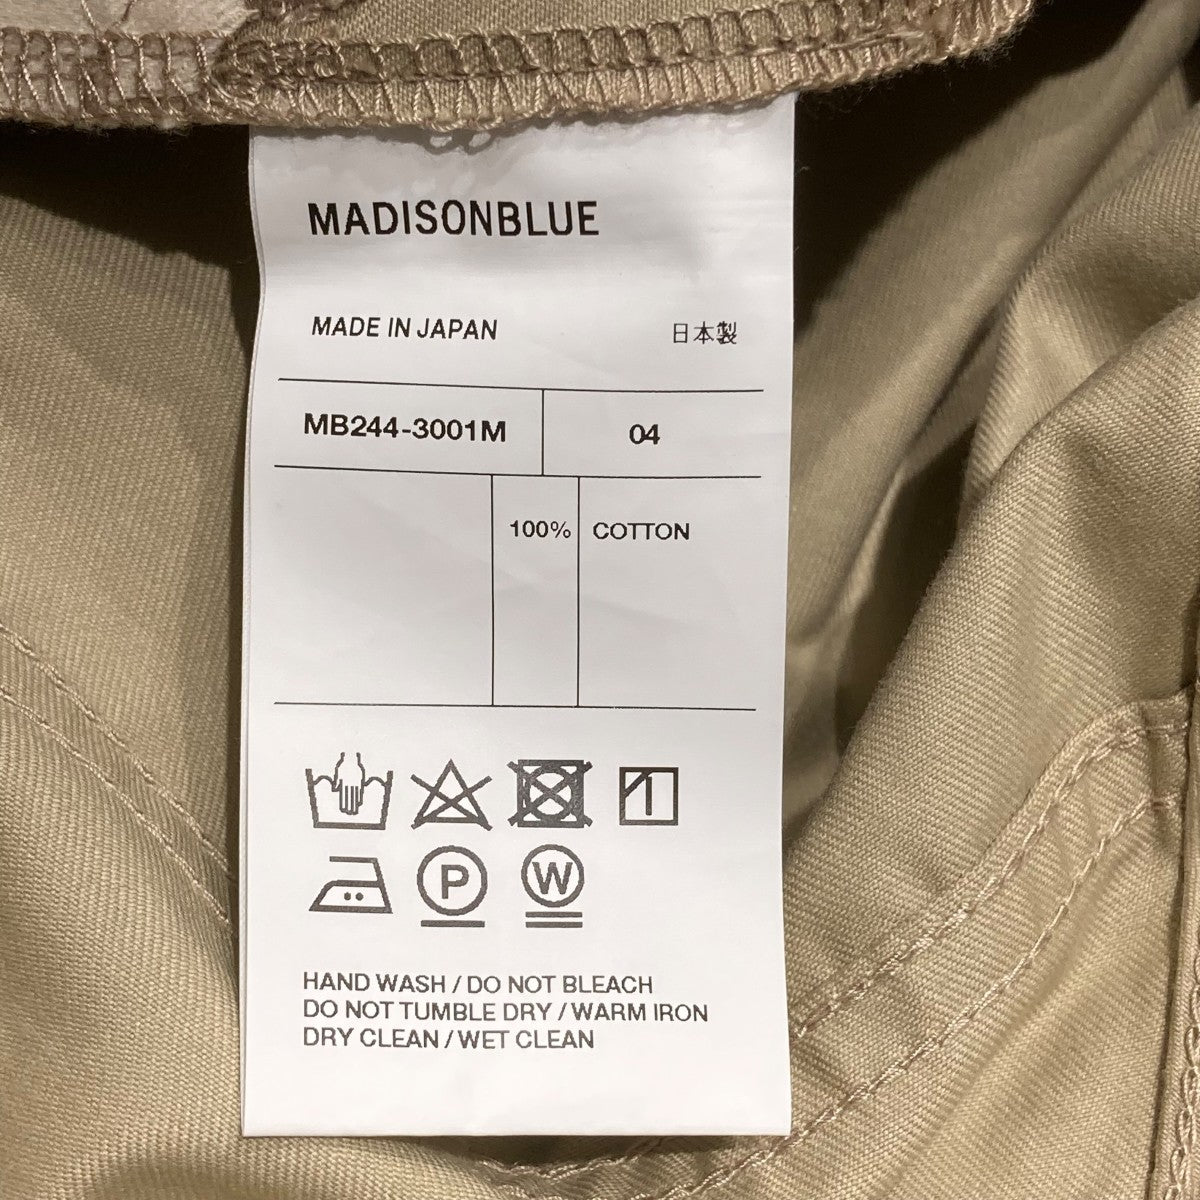 MADISONBLUE
MADE IN JAPAN 日本製
MB244-3001M 04
100% COTTON
P W
HAND WASH / DO NOT BLEACH
DO NOT TUMBLE DRY / WARM IRON
DRY CLEAN / WET CLEAN